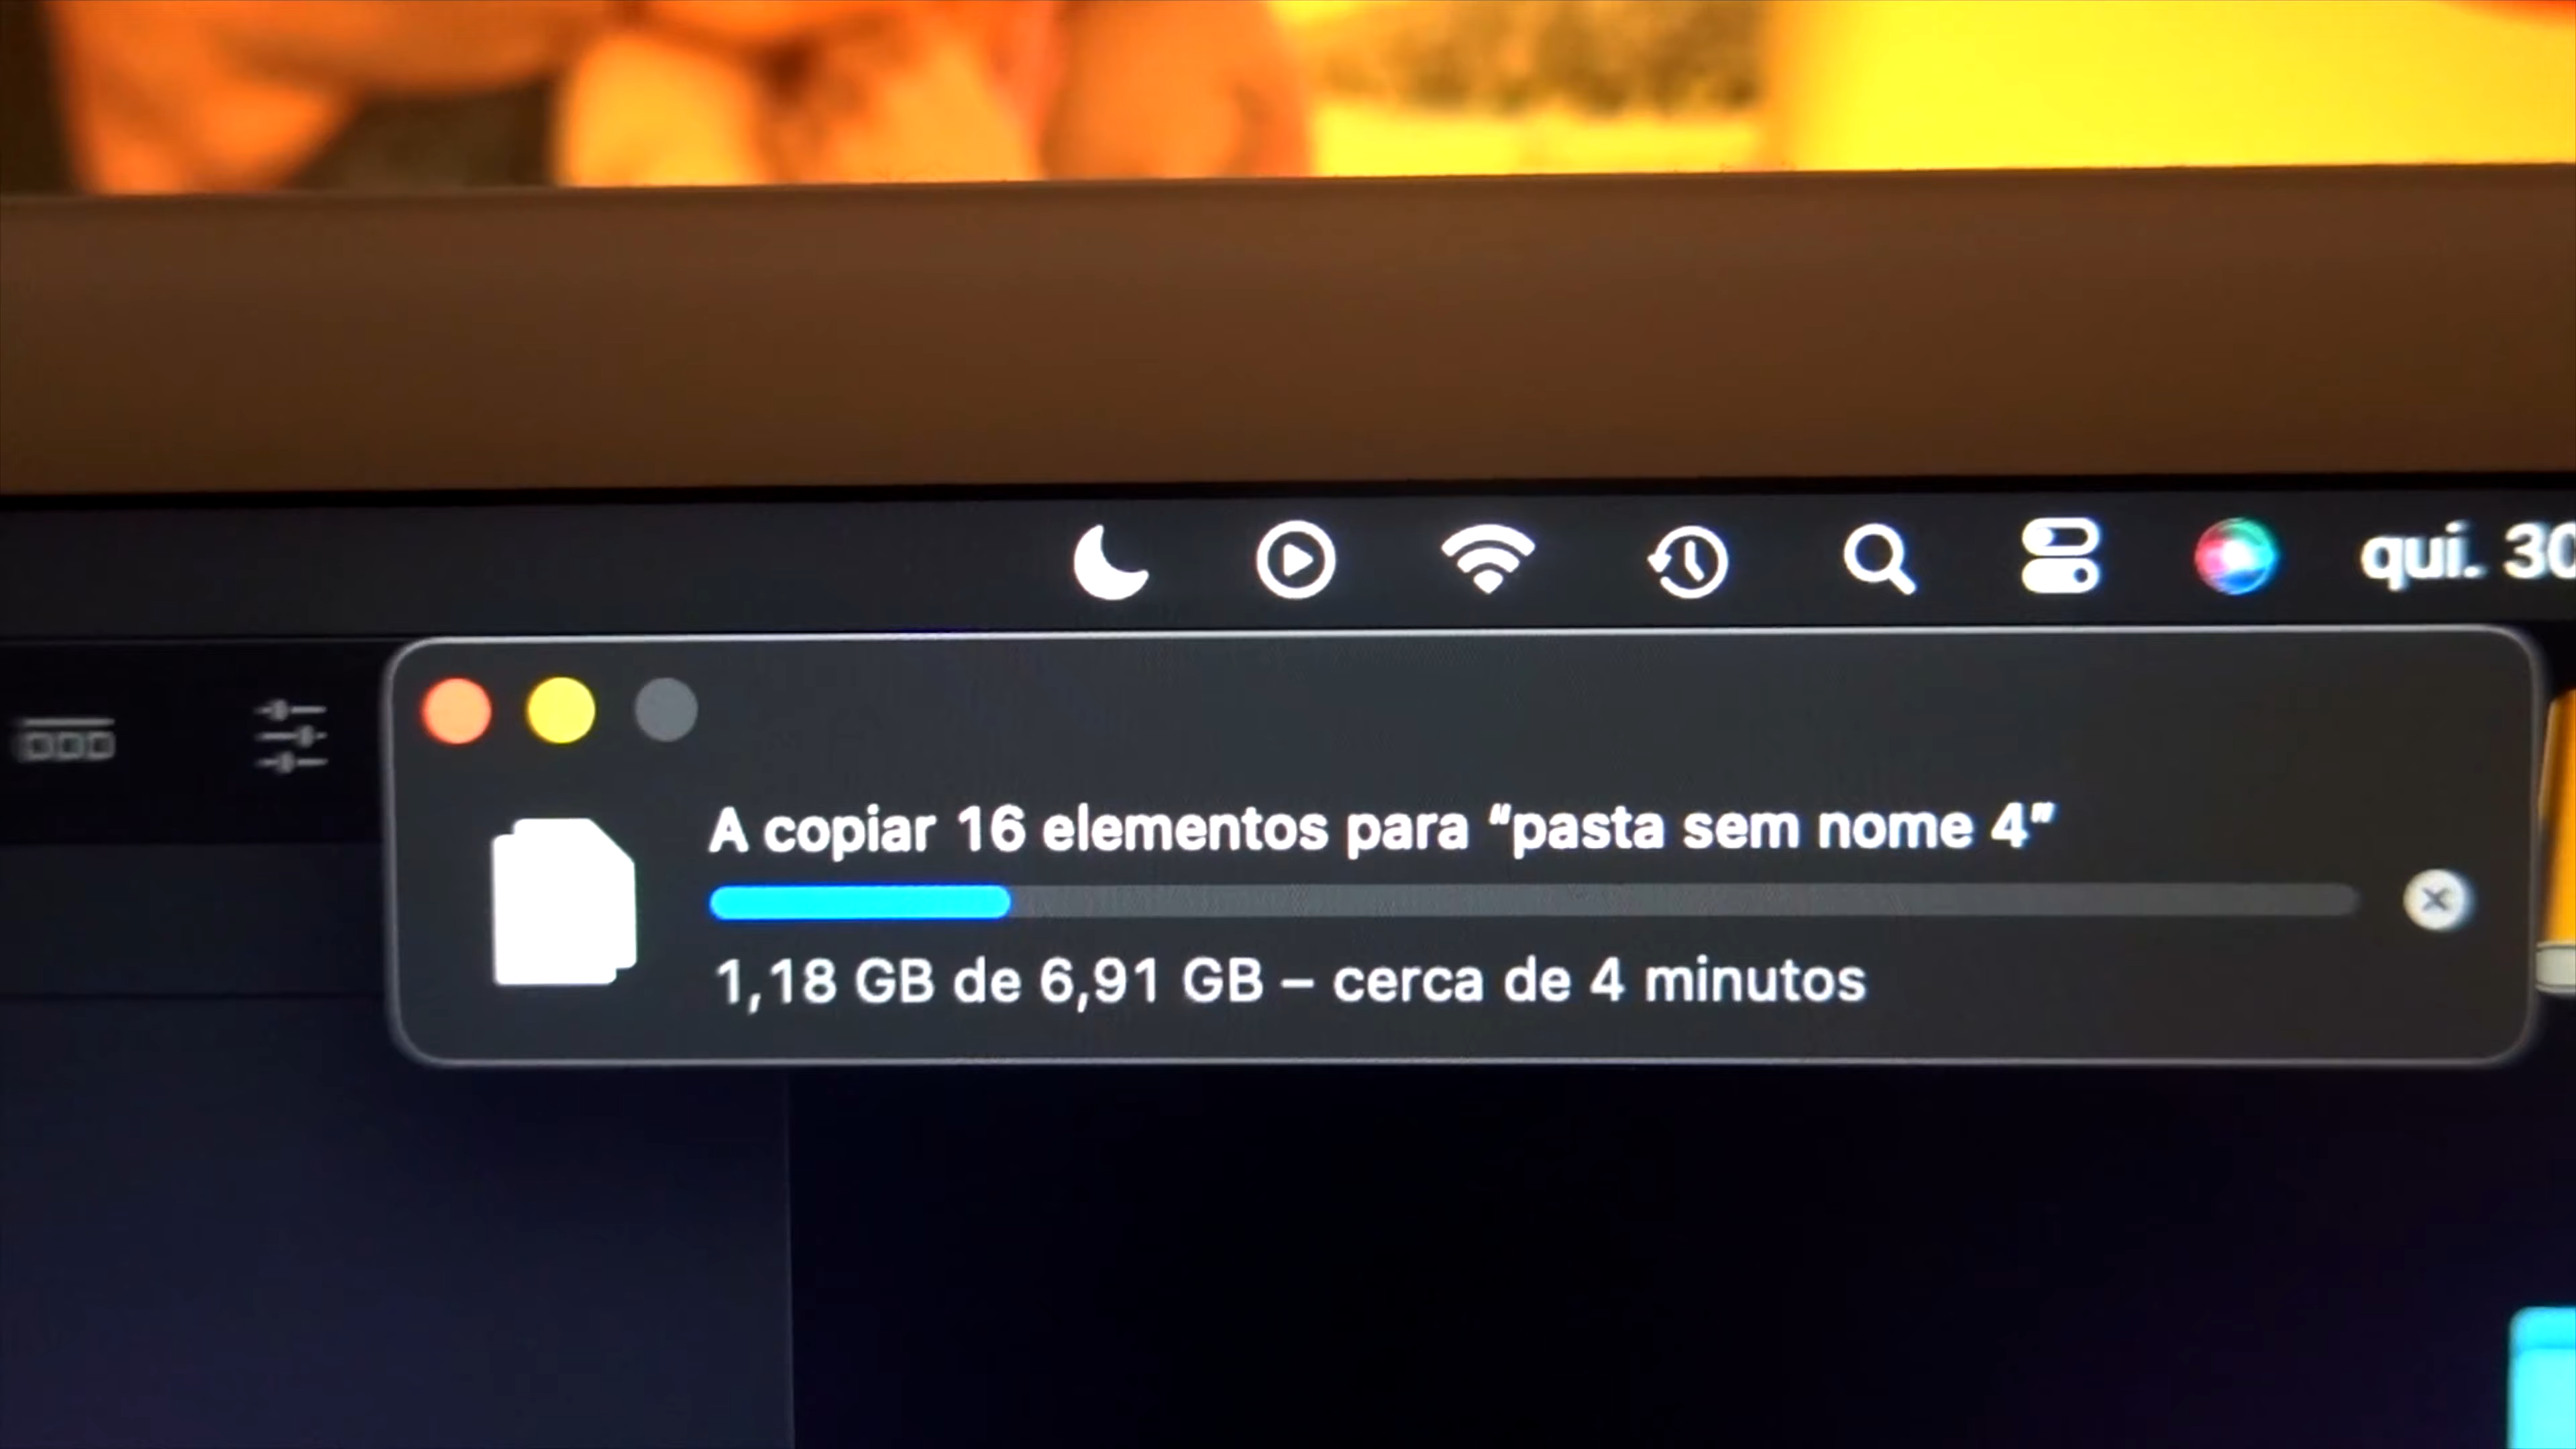 qui. 30
A copiar 16 elementos para “pasta sem nome 4”
1,18 GB de 6,91 GB – cerca de 4 minutos